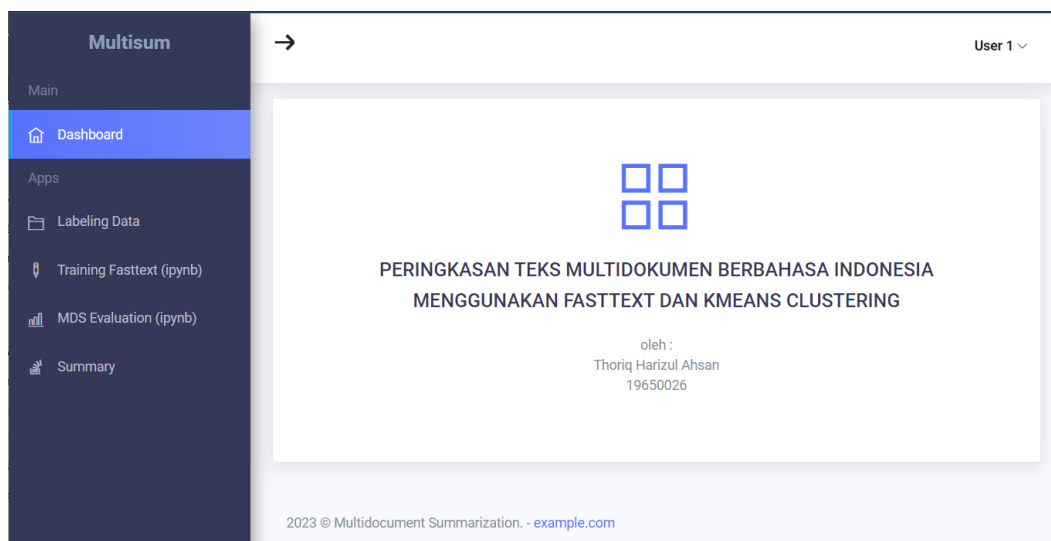 Multisum
Main
Dashboard
Apps
Labeling Data
Training Fasttext (ipynb)
MDS Evaluation (ipynb)
Summary
User 1
PERINGKASAN TEKS MULTIDOKUMEN BERBAHASA INDONESIA
MENGGUNAKAN FASTTEXT DAN KMEANS CLUSTERING
oleh :
Thoriq Harizul Ahsan
19650026
2023 © Multidocument Summarization. - example.com